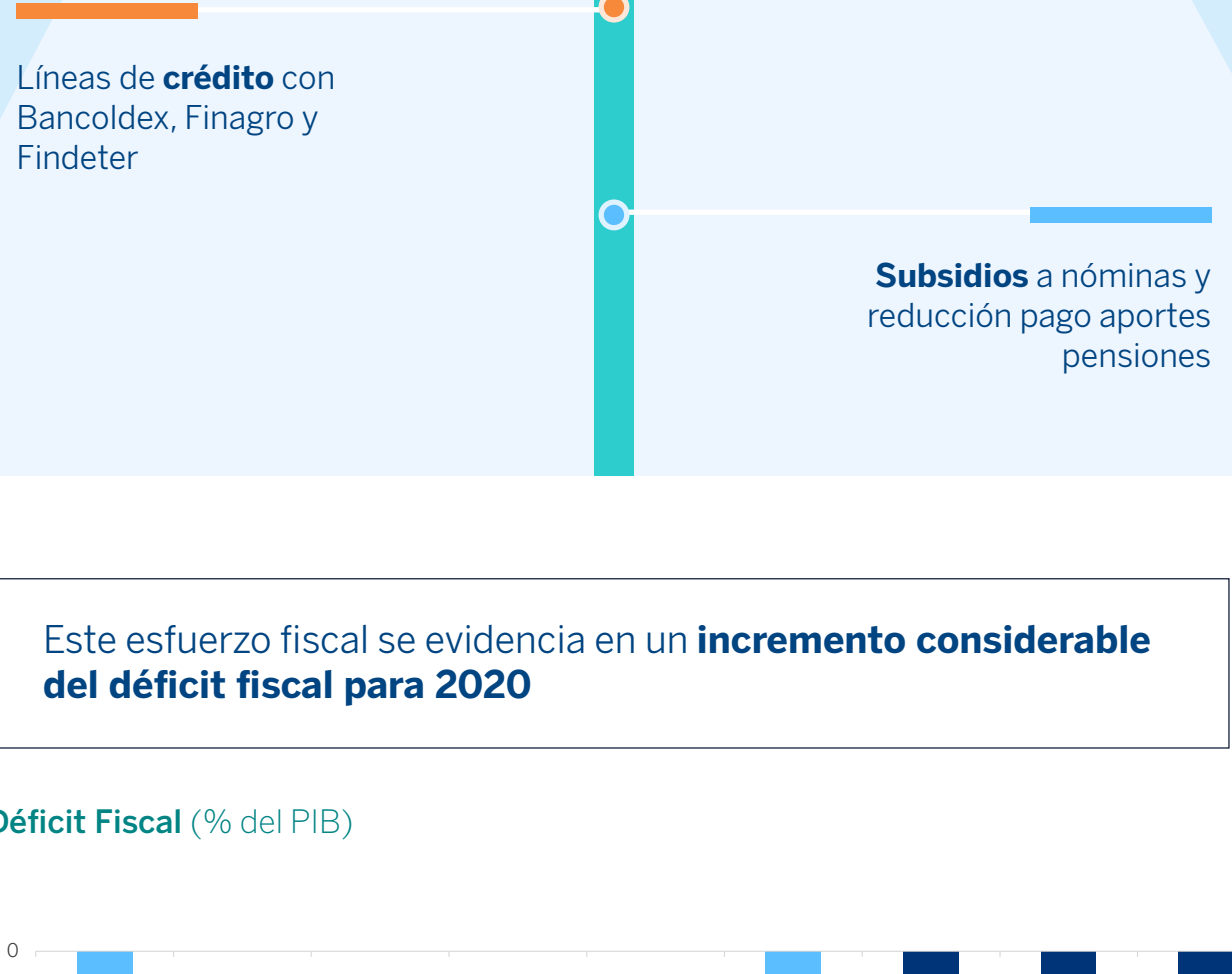 Líneas de crédito con
Bancoldex, Finagro y
Findeter
Subsidios a nóminas y
reducción pago aportes
pensiones
Este esfuerzo fiscal se evidencia en un incremento considerable
del déficit fiscal para 2020
Déficit Fiscal (% del PIB)
0